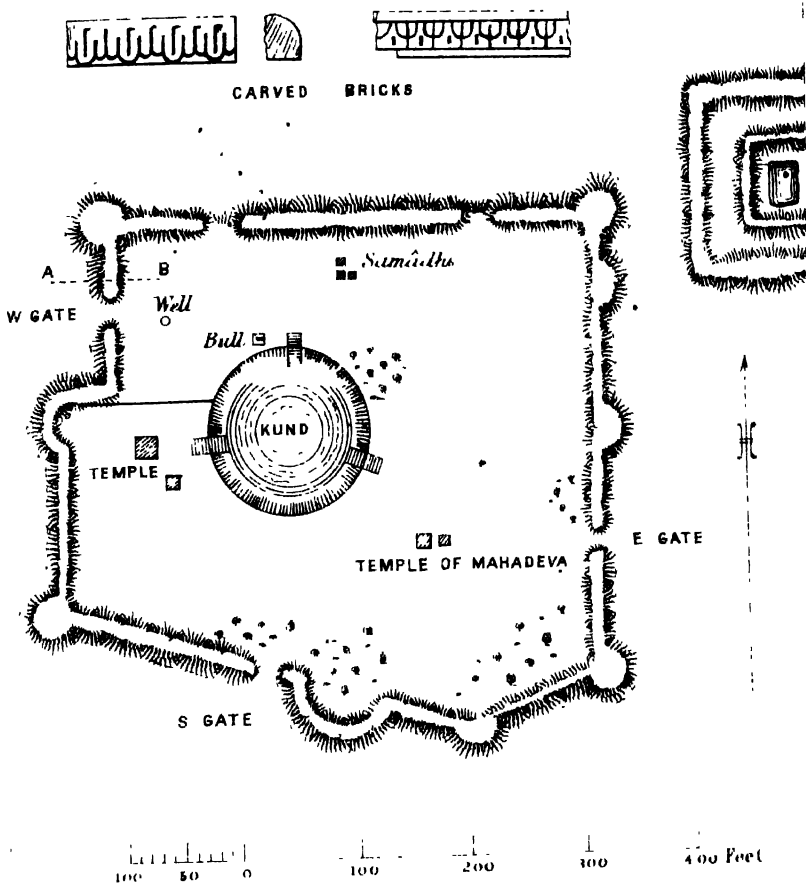 CARVED BRICKS
Samâdhs
A B
W GATE
Well
Bull
KUND
TEMPLE
E GATE
TEMPLE OF MAHADEVA
S GATE
100 50 0 100 200 300 400 Feet